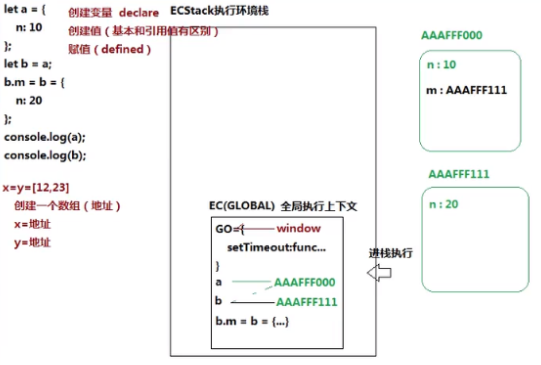 let a = {
n: 10
};
let b = a;
b.m = b = {
n: 20
};
console.log(a);
console.log(b);
创建变量 declare
创建值（基本和引用值有区别）
赋值（defined）
x=y=[12,23]
创建一个数组（地址）
x=地址
y=地址
ECStack执行环境栈
EC(GLOBAL) 全局执行上下文
GO={
window
setTimeout:func...
}
a AAAFFF000
b AAAFFF111
b.m = b = {...}
进栈执行
AAAFFF000
n : 10
m : AAAFFF111
AAAFFF111
n : 20